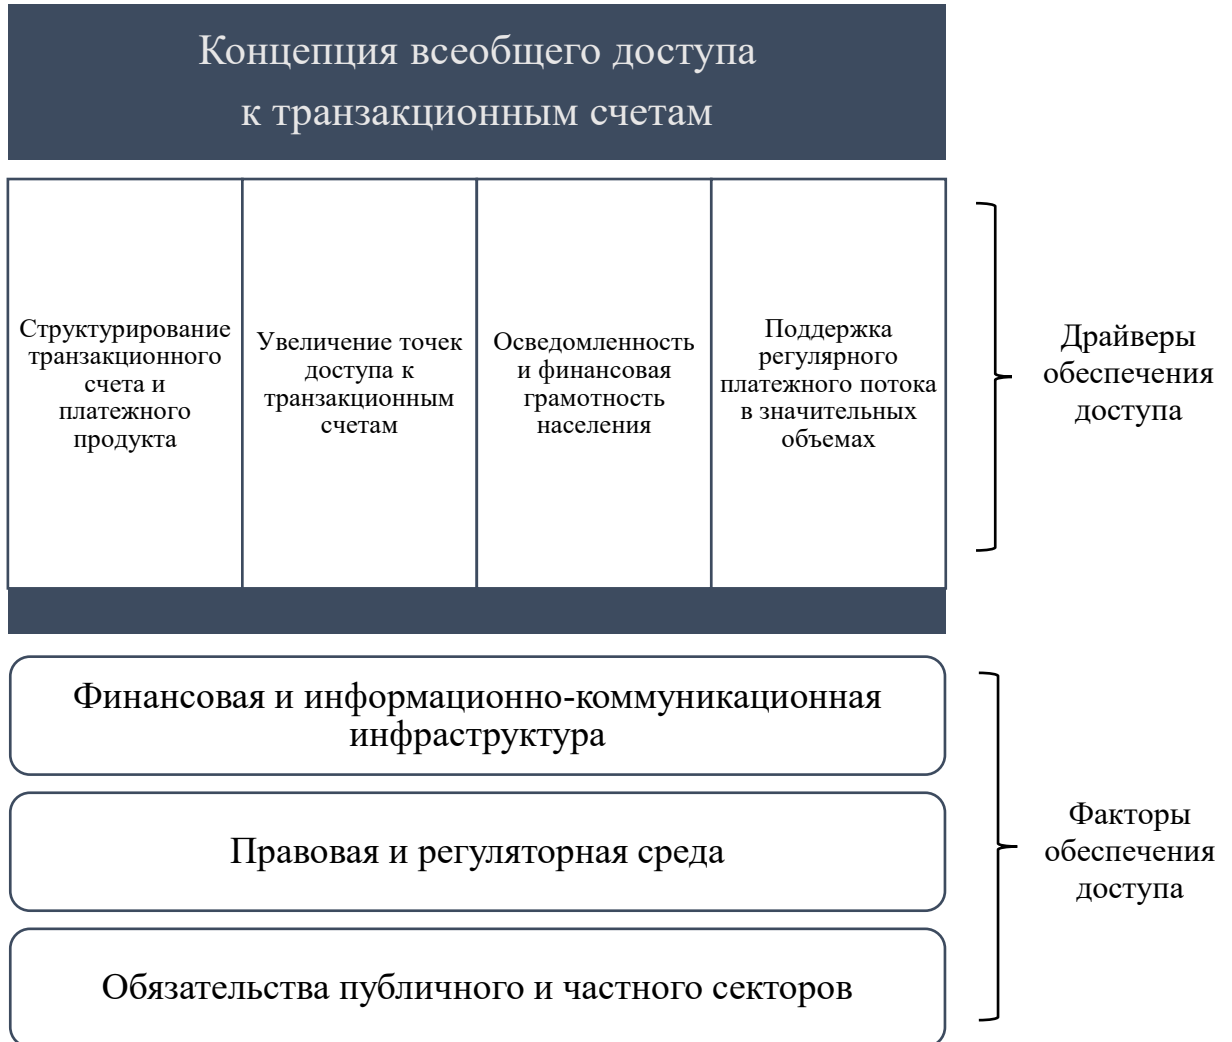 Концепция всеобщего доступа
к транзакционным счетам
Структурирование
транзакционного
счета и
платежного
продукта
Увеличение точек
доступа к
транзакционным
счетам
Осведомленность
и финансовая
грамотность
населения
Поддержка
регулярного
платежного потока
в значительных
объемах
Драйверы
обеспечения
доступа
Финансовая и информационно-коммуникационная
инфраструктура
Правовая и регуляторная среда
Обязательства публичного и частного секторов
Факторы
обеспечения
доступа